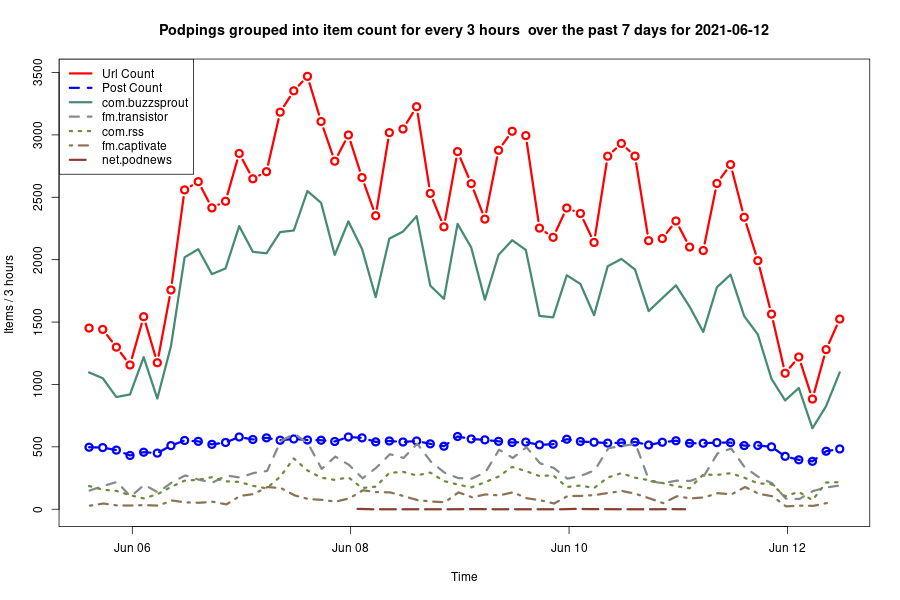 Podpings grouped into item count for every 3 hours  over the past 7 days for 2021-06-12
Url Count
Post Count
com.buzzsprout
fm.transistor
com.rss
fm.captivate
net.podnews
Items / 3 hours
3500
3000
2500
2000
1500
1000
500
0
Jun 06
Jun 08
Jun 10
Jun 12
Time